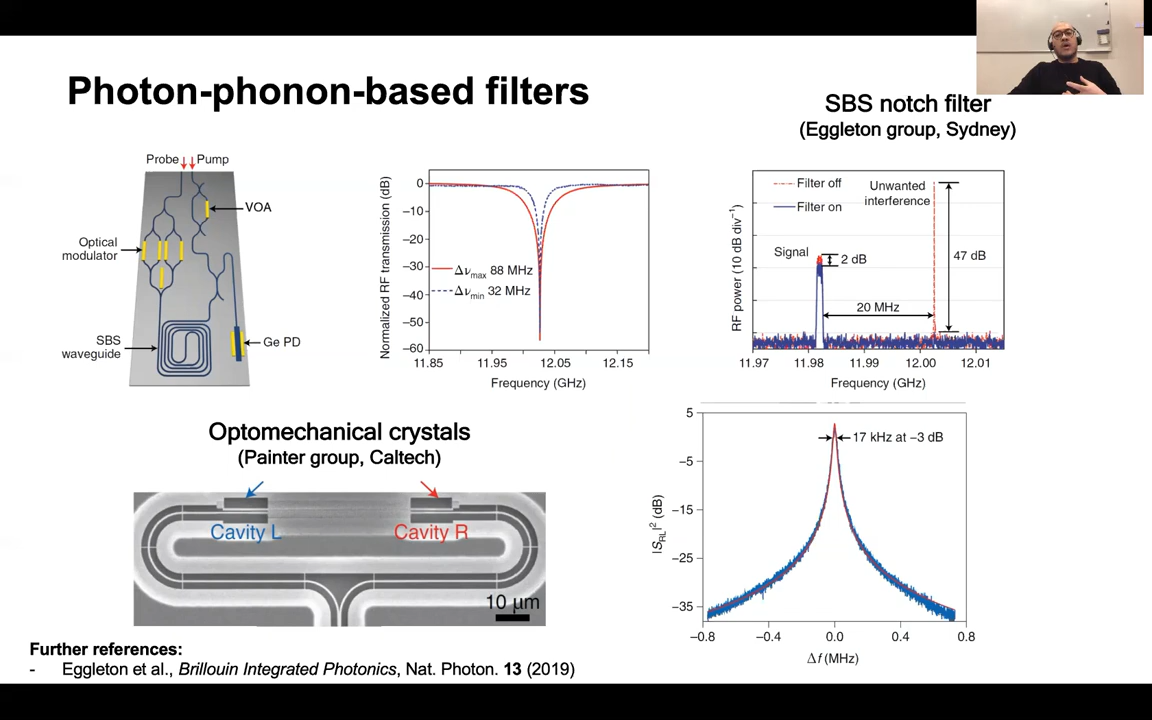 Photon-phonon-based filters
SBS notch filter
(Eggleton group, Sydney)
Probe
Pump
VOA
Optical
modulator
SBS
waveguide
Ge PD
Normalized RF transmission (dB)
0
−10
−20
−30
−40
−50
−60
Δνmax 88 MHz
Δνmin 32 MHz
11.85
11.95
12.05
12.15
Frequency (GHz)
RF power (10 dB div⁻¹)
Filter off
Filter on
Unwanted
interference
Signal
2 dB
47 dB
20 MHz
11.97
11.98
11.99
12.00
12.01
Frequency (GHz)
Optomechanical crystals
(Painter group, Caltech)
Cavity L
Cavity R
10 μm
|SRL|² (dB)
5
−5
−15
−25
−35
17 kHz at −3 dB
−0.8
−0.4
0.0
0.4
0.8
Δf (MHz)
Further references:
- Eggleton et al., Brillouin Integrated Photonics, Nat. Photon. 13 (2019)